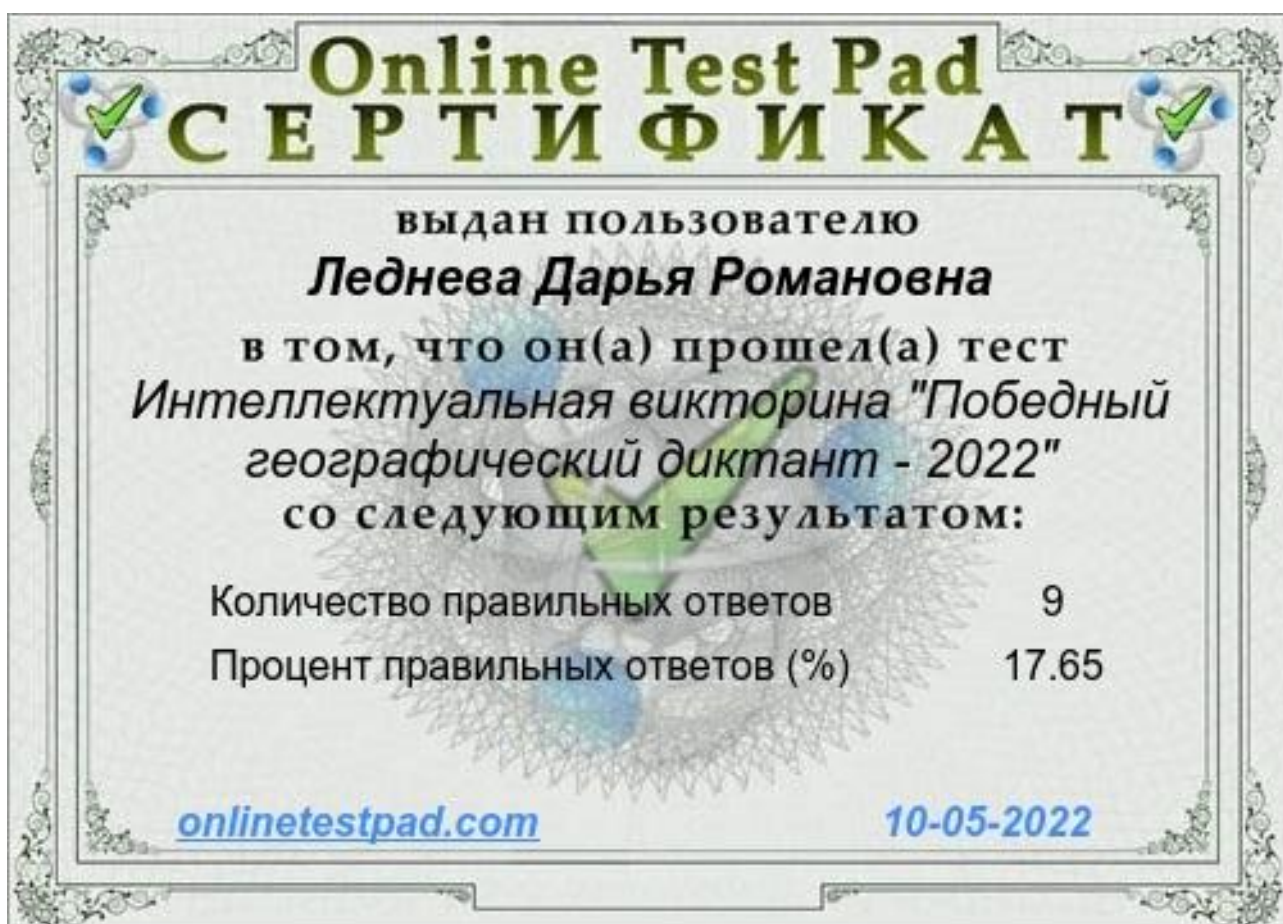 Online Test Pad
СЕРТИФИКАТ
выдан пользователю
Леднева Дарья Романовна
в том, что он(а) прошел(а) тест
Интеллектуальная викторина "Победный
географический диктант - 2022"
со следующим результатом:
Количество правильных ответов 9
Процент правильных ответов (%) 17.65
onlinetestpad.com 10-05-2022